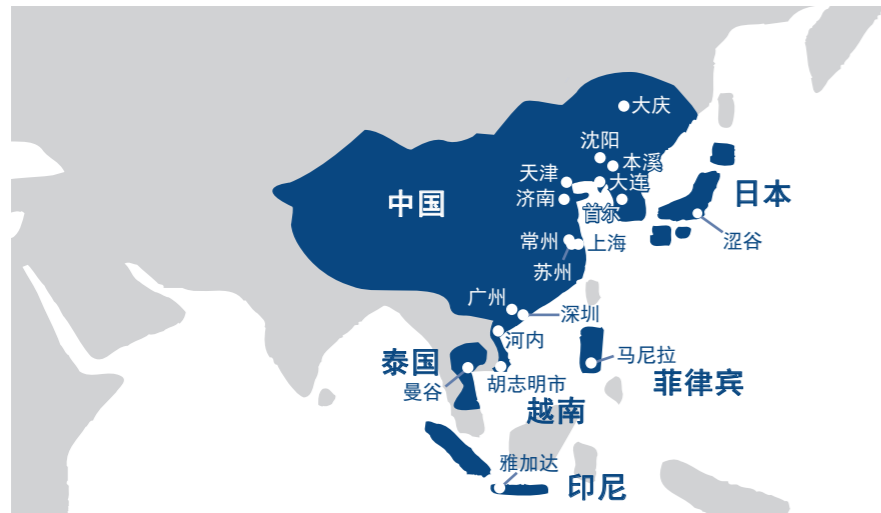 大庆
沈阳
本溪
天津
大连
日本
中国
济南
首尔
涩谷
常州
上海
苏州
广州
深圳
河内
泰国
马尼拉
曼谷
胡志明市
菲律宾
越南
雅加达
印尼